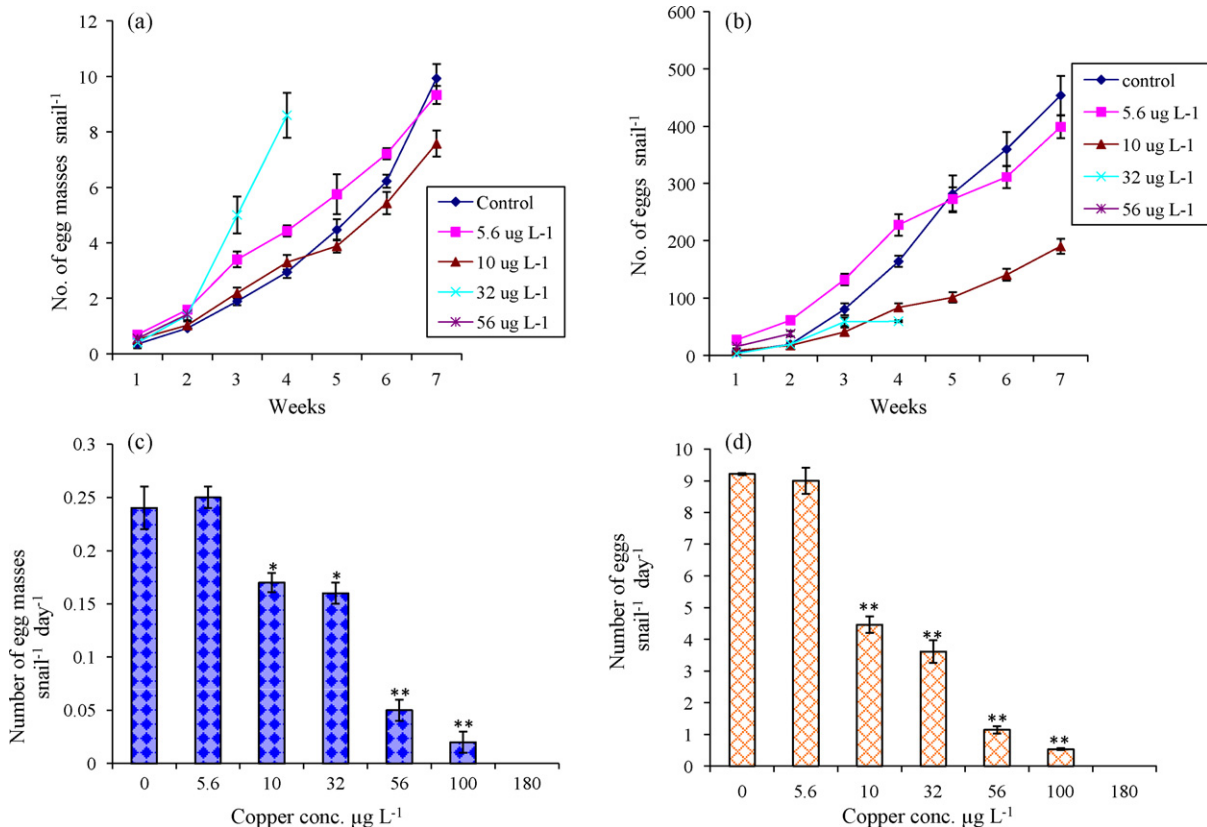 (a)
No. of egg masses snail⁻¹
12
10
8
6
4
2
0
1 2 3 4 5 6 7
Weeks
Control
5.6 ug L-1
10 ug L-1
32 ug L-1
56 ug L-1
(b)
No. of eggs snail⁻¹
600
500
400
300
200
100
0
1 2 3 4 5 6 7
Weeks
control
5.6 ug L-1
10 ug L-1
32 ug L-1
56 ug L-1
(c)
Number of egg masses
snail⁻¹ day⁻¹
0.3
0.25
0.2
0.15
0.1
0.05
0
* * ** **
0 5.6 10 32 56 100 180
Copper conc. µg L⁻¹
(d)
Number of eggs
snail⁻¹ day⁻¹
10
9
8
7
6
5
4
3
2
1
0
** ** ** **
0 5.6 10 32 56 100 180
Copper conc. µg L⁻¹